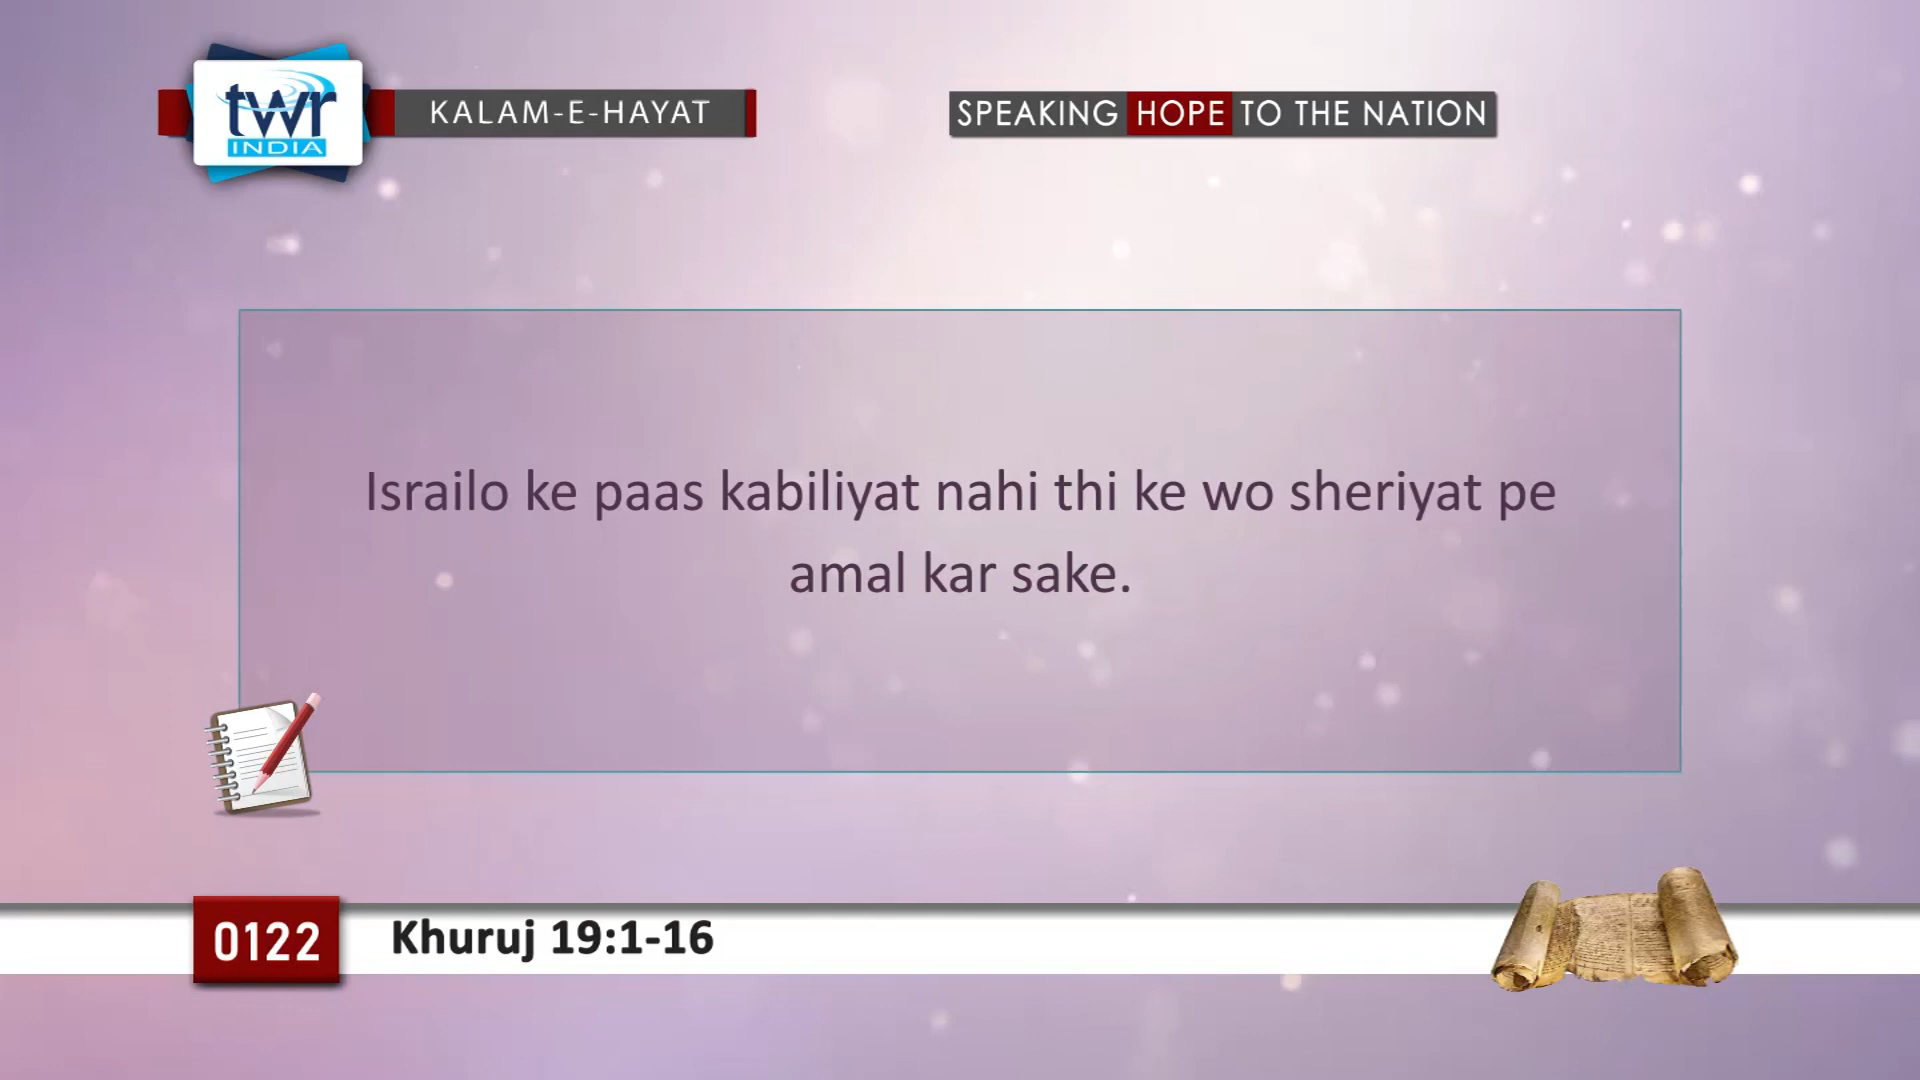 twr
INDIA
KALAM-E-HAYAT
SPEAKING HOPE TO THE NATION
Israilo ke paas kabiliyat nahi thi ke wo sheriyat pe
amal kar sake.
0122
Khuruj 19:1-16